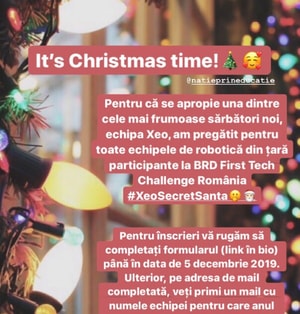 It's Christmas time!🎄🥰
@natieprineducatie
Pentru că se apropie una dintre
cele mai frumoase sărbători noi,
echipa Xeo, am pregătit pentru
toate echipele de robotică din țară
participante la BRD First Tech
Challenge România
#XeoSecretSanta🤫🎅🏻
Pentru înscrieri vă rugăm să
completați formularul (link în bio)
până în data de 5 decembrie 2019.
Ulterior, pe adresa de mail
completată, veți primi un mail cu
numele echipei pentru care anul